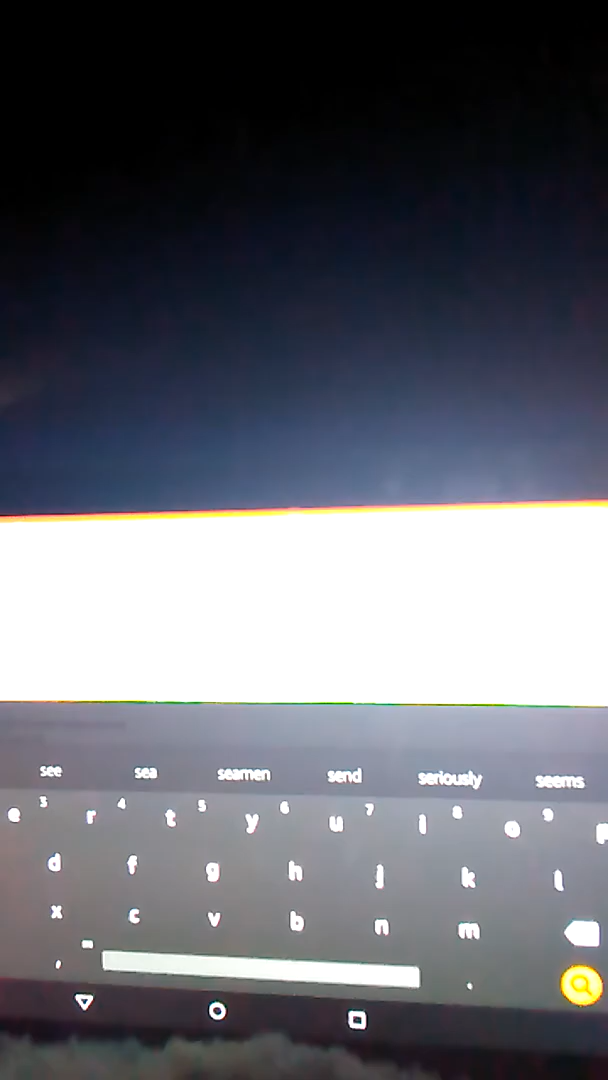 see sea seamen send seriously seems
e 3 r 4 t 5 y 6 u 7 i 8 o 9 p
d f g h j k l
x c v b n m
, .